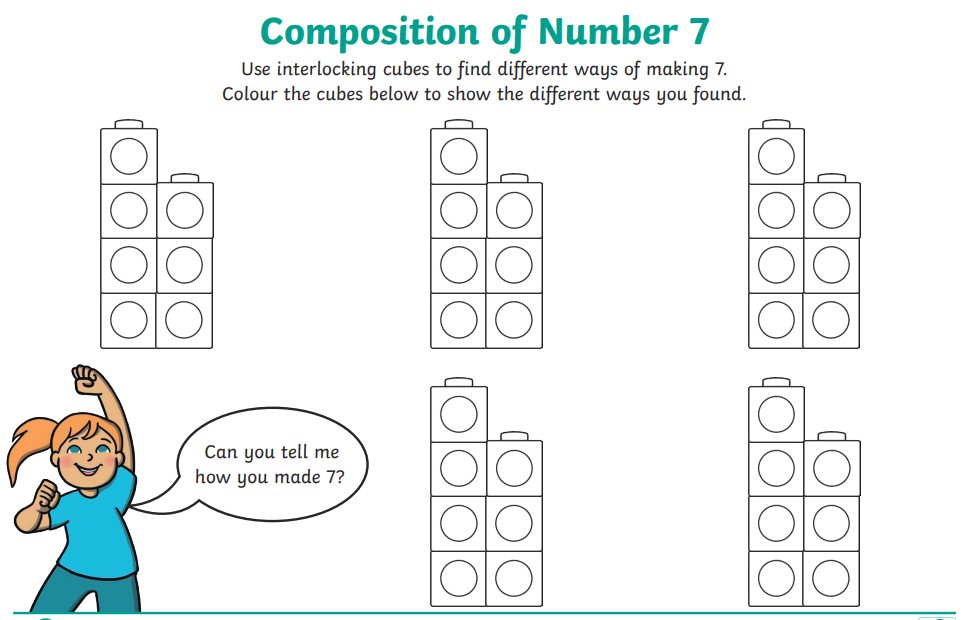 Composition of Number 7
Use interlocking cubes to find different ways of making 7.
Colour the cubes below to show the different ways you found.
Can you tell me
how you made 7?